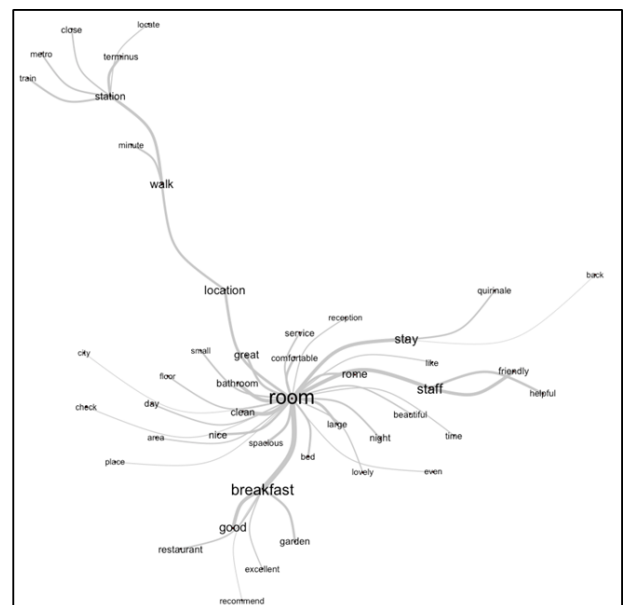 locate
close
terminus
metro
train
station
minute
walk
back
location
quirinale
reception
service
stay
city
small
great
comfortable
like
floor
bathroom
rome
friendly
staff
helpful
room
check
day
clean
beautiful
large
nice
area
spacious
night
time
bed
place
lovely
even
breakfast
good
garden
restaurant
excellent
recommend